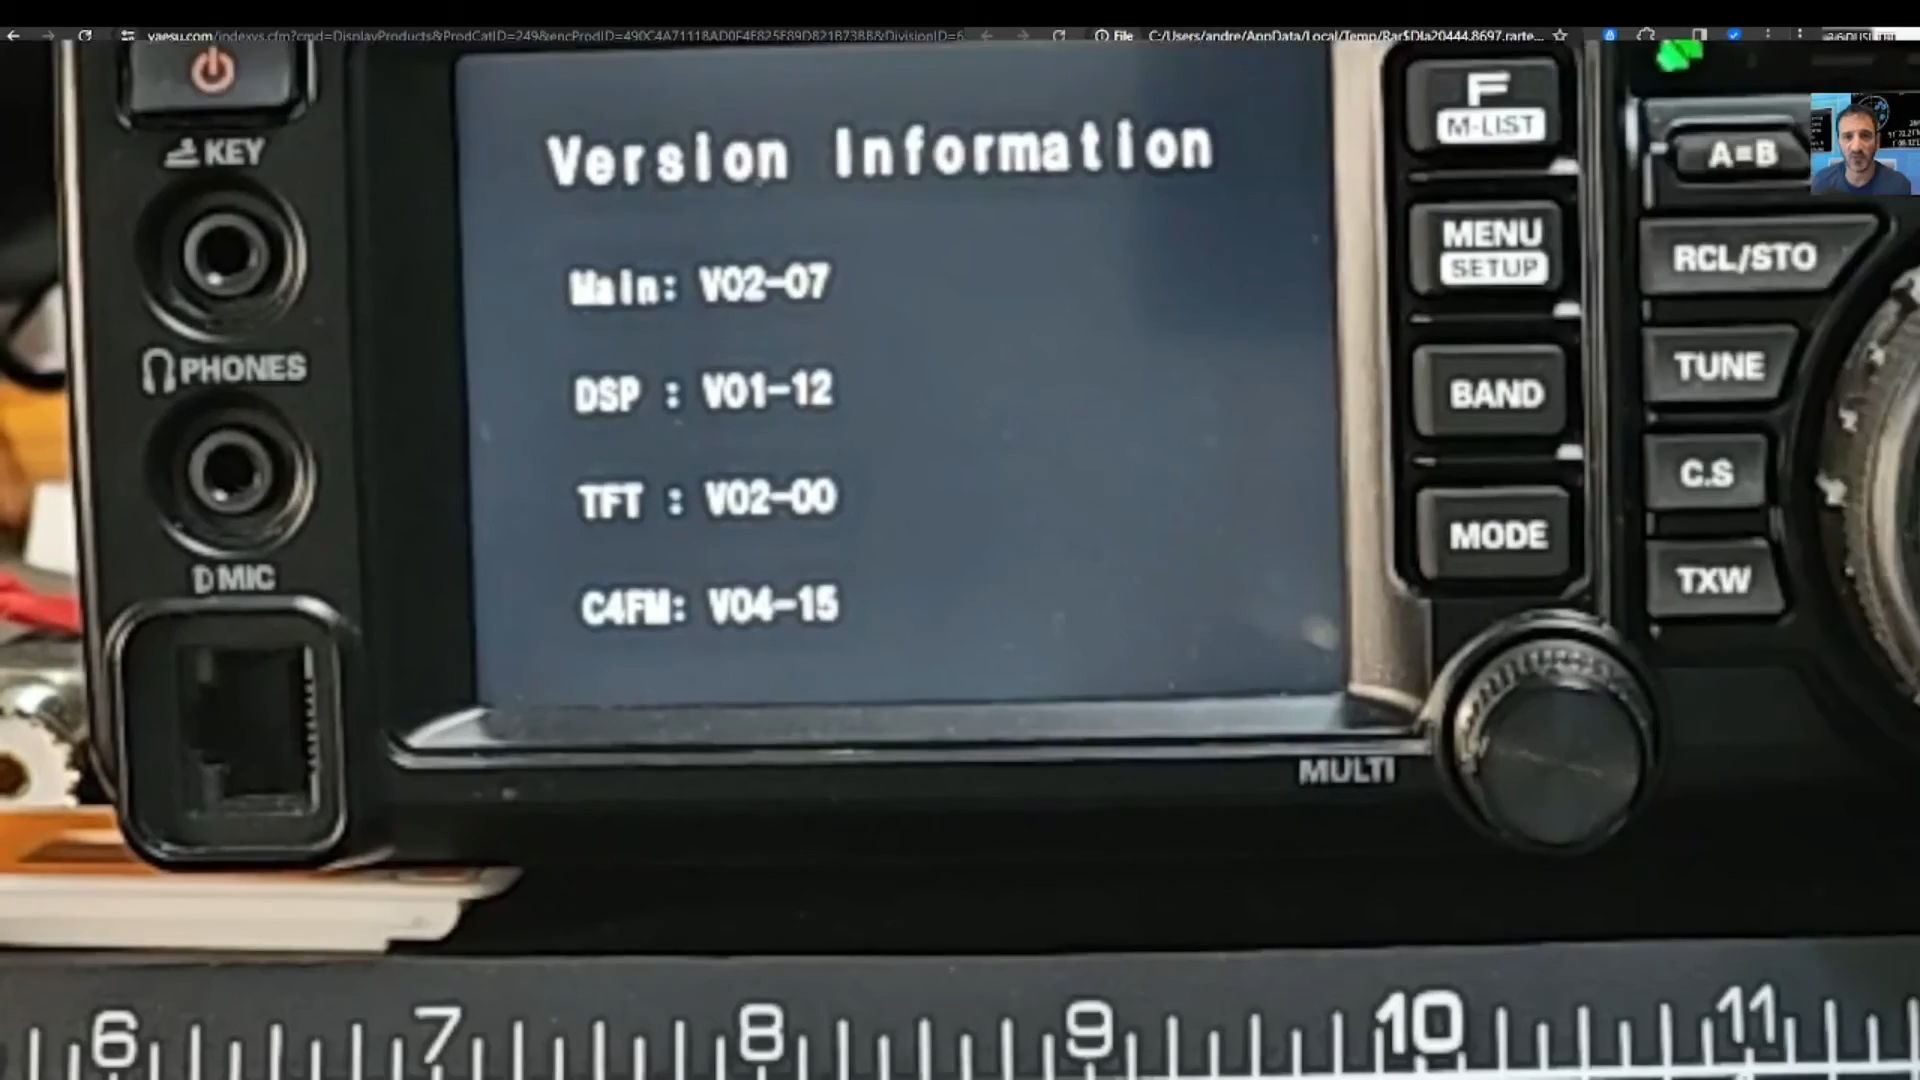 yaesu.com/indexvs.cfm?cmd=DisplayProducts&ProdCatID=249&encProdID=490C4A71118AD0F4E825F89D821B73BB&DivisionID=6
File C:/Users/andre/AppData/Local/Temp/Rar$DIa20444.8697.rarte...
KEY
PHONES
MIC
Version Information
Main: V02-07
DSP : V01-12
TFT : V02-00
C4FM: V04-15
F
M-LIST
MENU
SETUP
BAND
MODE
MULTI
A=B
RCL/STO
TUNE
C.S
TXW
6 7 8 9 10 11